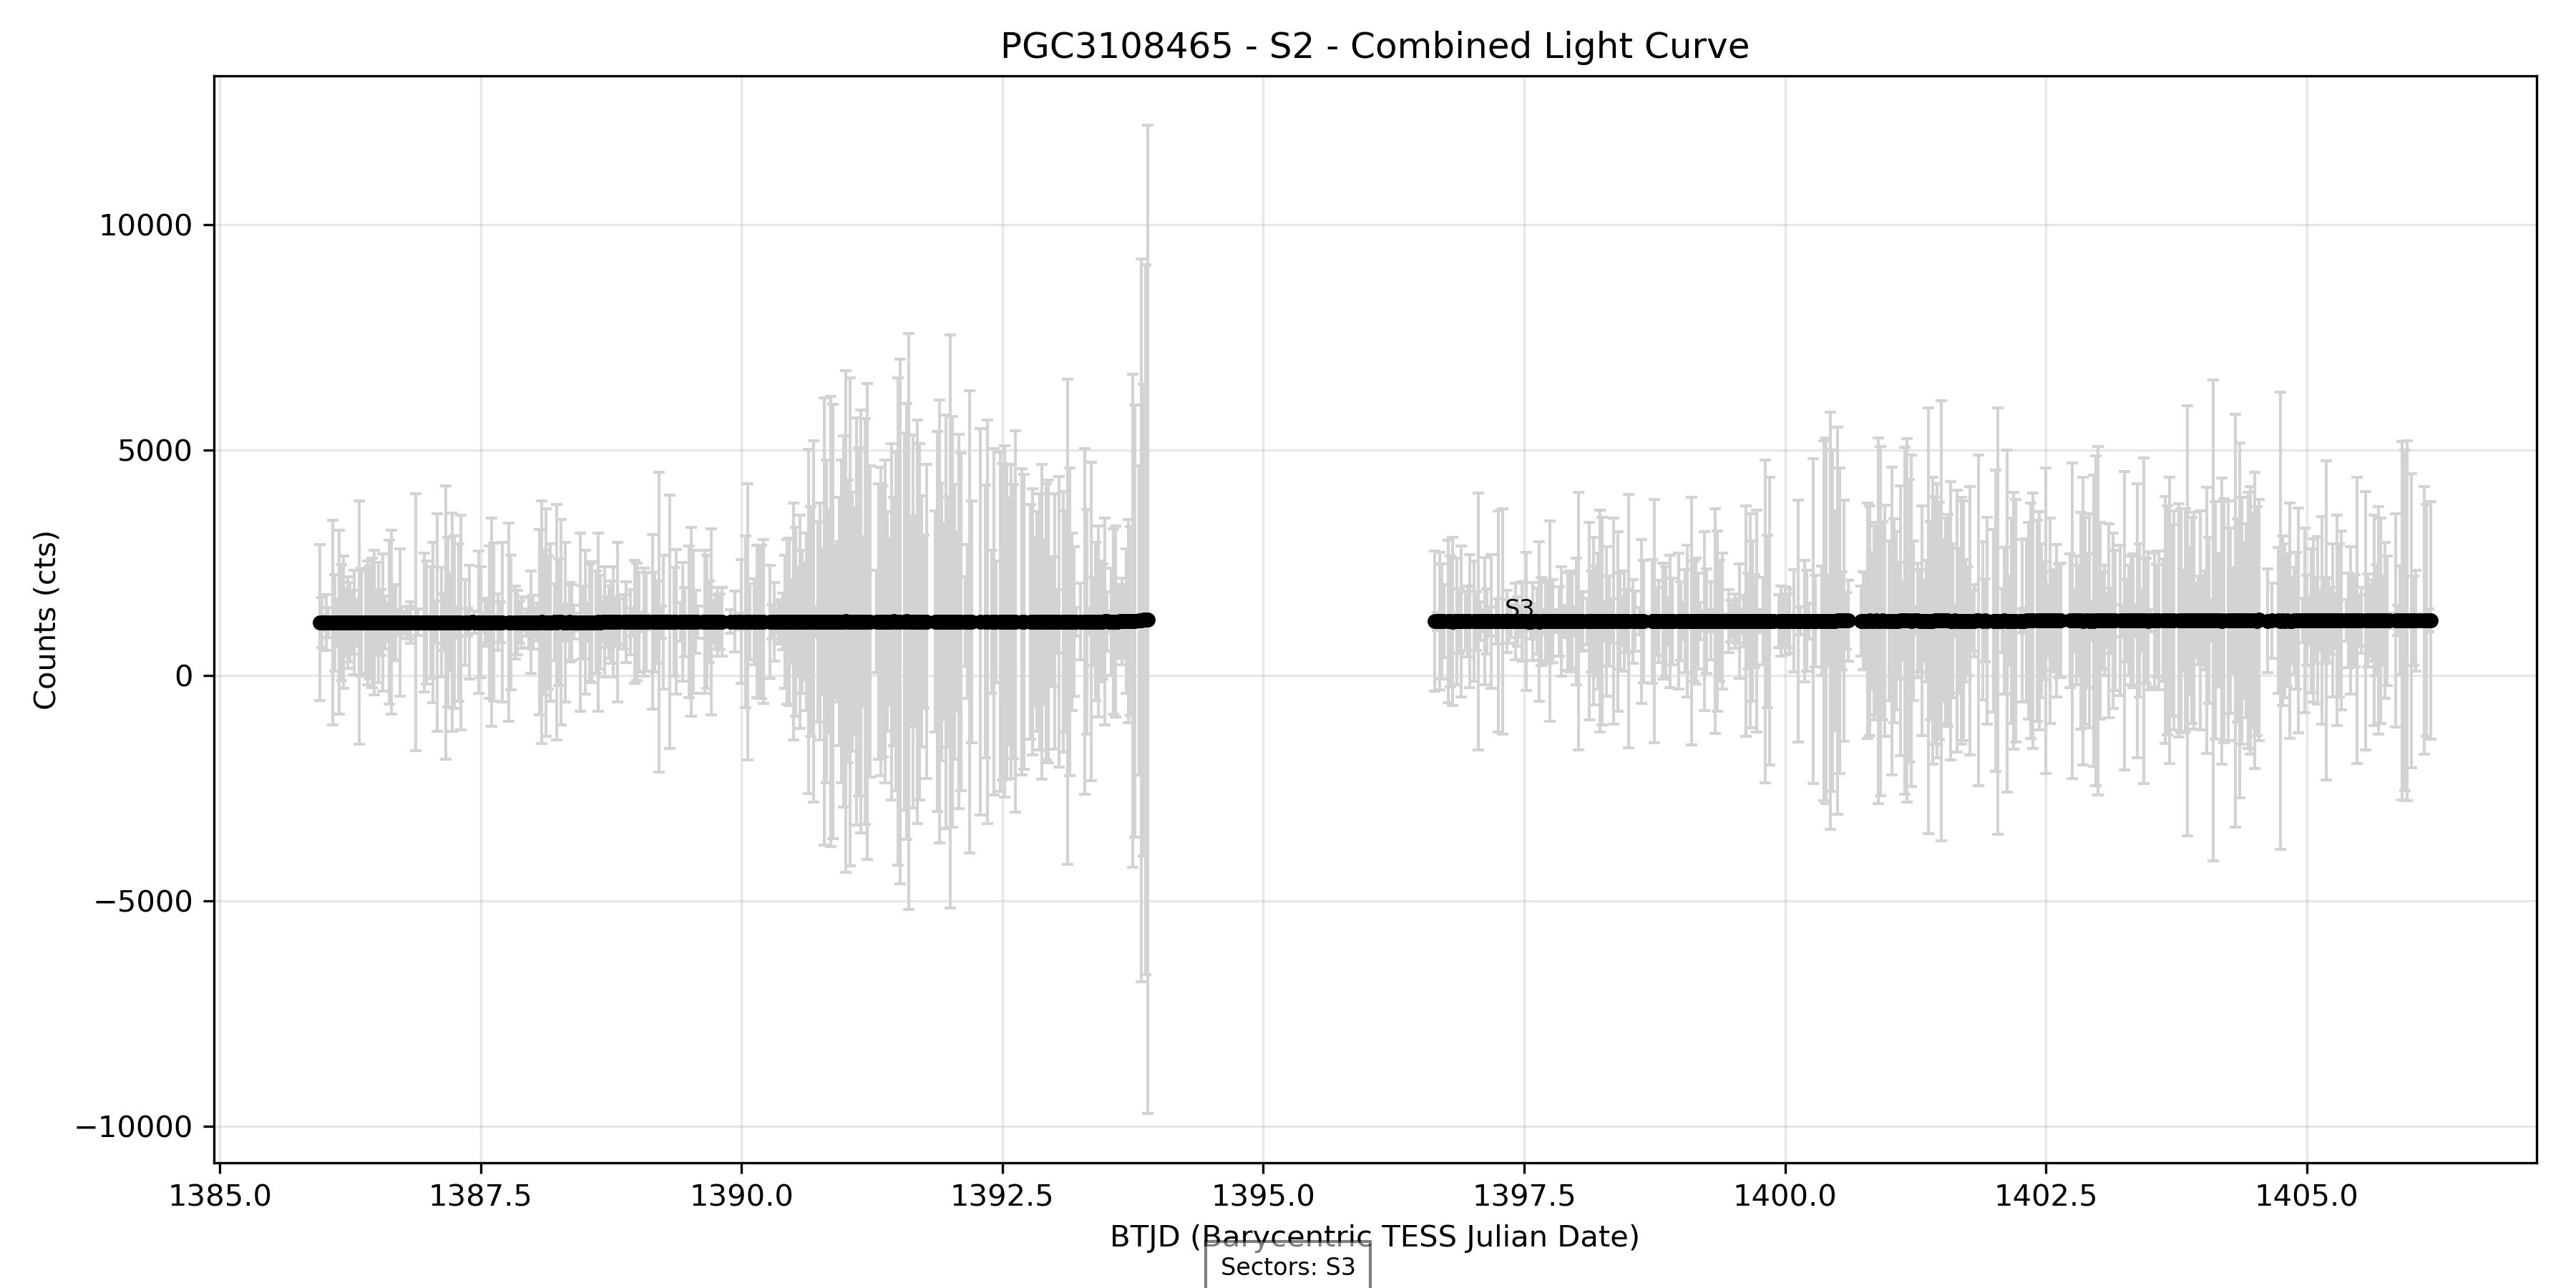 PGC3108465 - S2 - Combined Light Curve
Counts (cts)
10000
5000
0
−5000
−10000
S3
1385.0 1387.5 1390.0 1392.5 1395.0 1397.5 1400.0 1402.5 1405.0
BTJD (Barycentric TESS Julian Date)
Sectors: S3